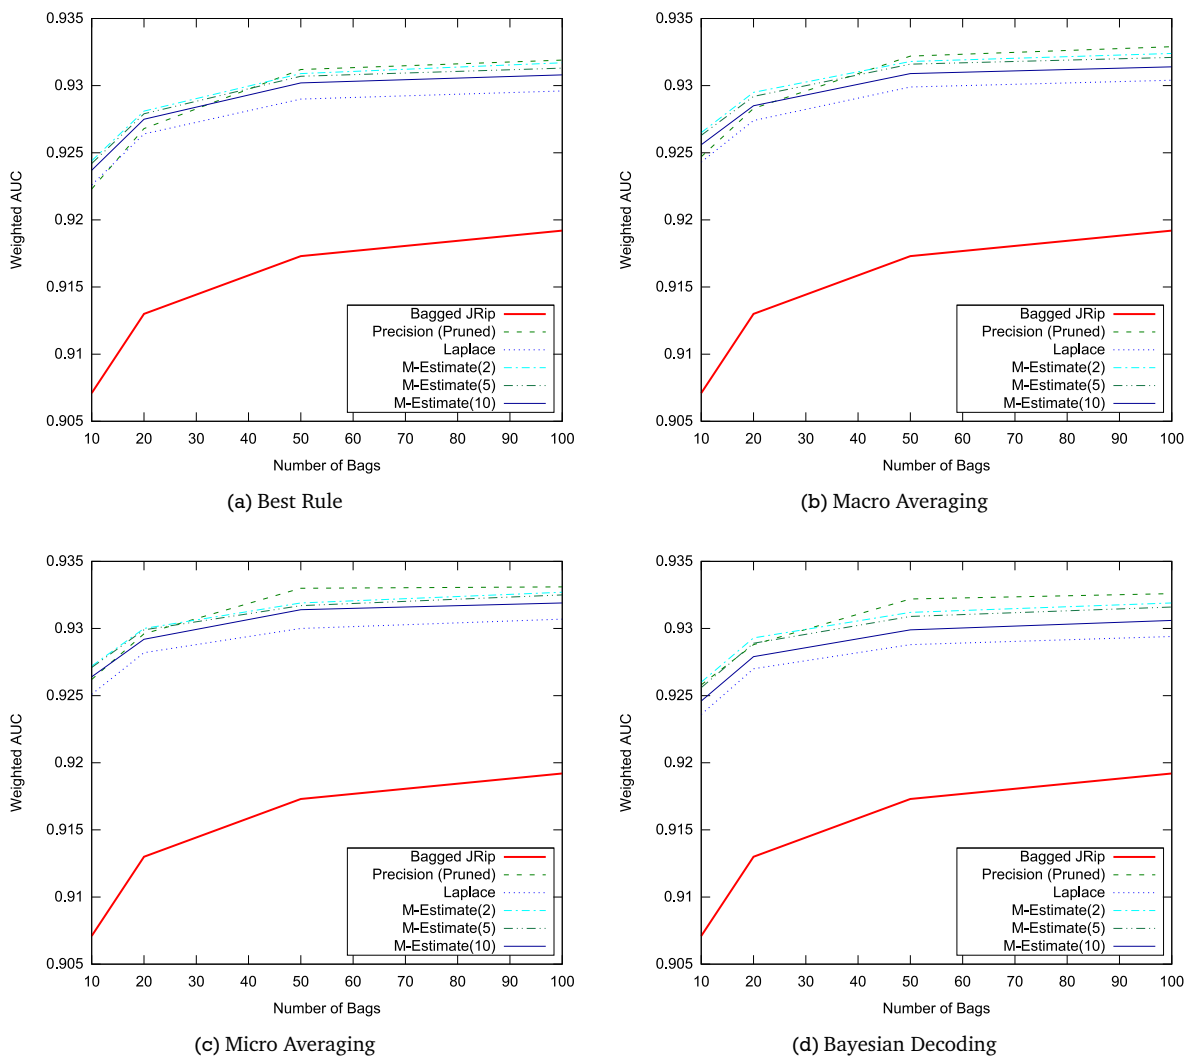 0.935
0.93
0.925
0.92
0.915
0.91
0.905
Weighted AUC
10 20 30 40 50 60 70 80 90 100
Number of Bags
Bagged JRip
Precision (Pruned)
Laplace
M-Estimate(2)
M-Estimate(5)
M-Estimate(10)
(a) Best Rule
0.935
0.93
0.925
0.92
0.915
0.91
0.905
Weighted AUC
10 20 30 40 50 60 70 80 90 100
Number of Bags
Bagged JRip
Precision (Pruned)
Laplace
M-Estimate(2)
M-Estimate(5)
M-Estimate(10)
(b) Macro Averaging
0.935
0.93
0.925
0.92
0.915
0.91
0.905
Weighted AUC
10 20 30 40 50 60 70 80 90 100
Number of Bags
Bagged JRip
Precision (Pruned)
Laplace
M-Estimate(2)
M-Estimate(5)
M-Estimate(10)
(c) Micro Averaging
0.935
0.93
0.925
0.92
0.915
0.91
0.905
Weighted AUC
10 20 30 40 50 60 70 80 90 100
Number of Bags
Bagged JRip
Precision (Pruned)
Laplace
M-Estimate(2)
M-Estimate(5)
M-Estimate(10)
(d) Bayesian Decoding